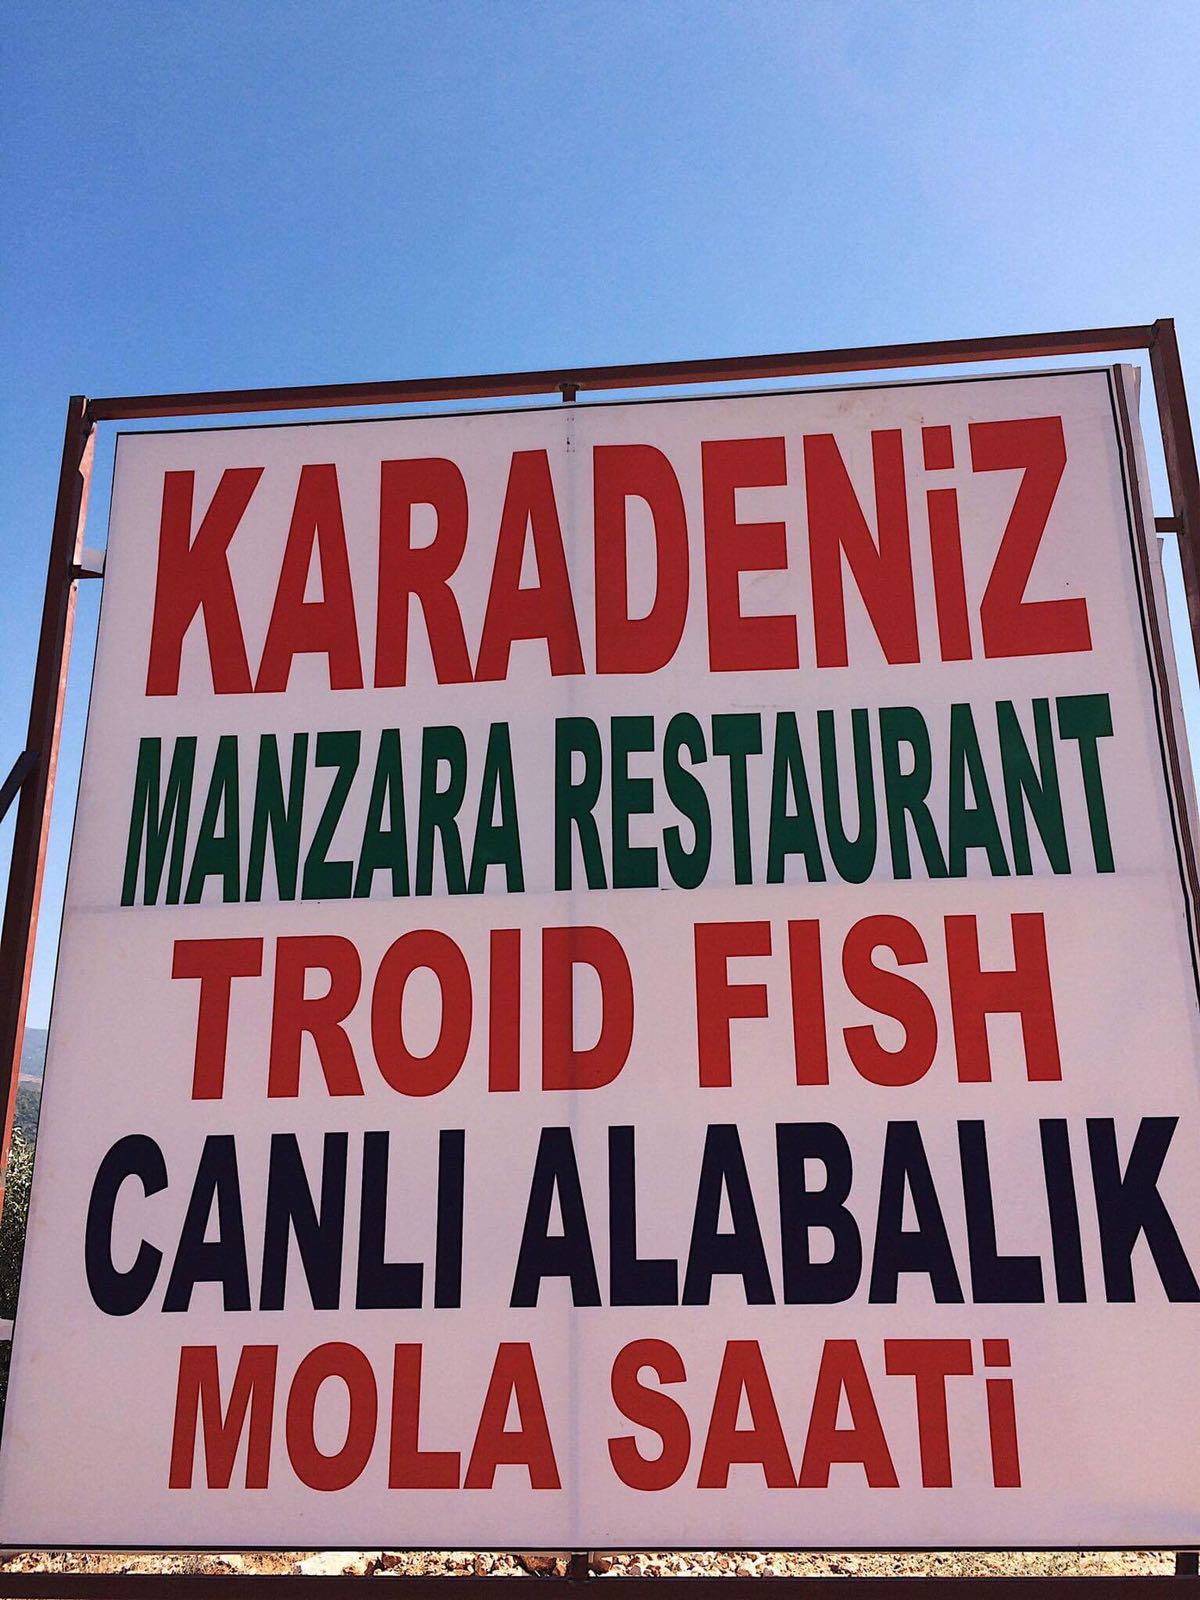 KARADENiZ
MANZARA RESTAURANT
TROID FISH
CANLI ALABALIK
MOLA SAATi